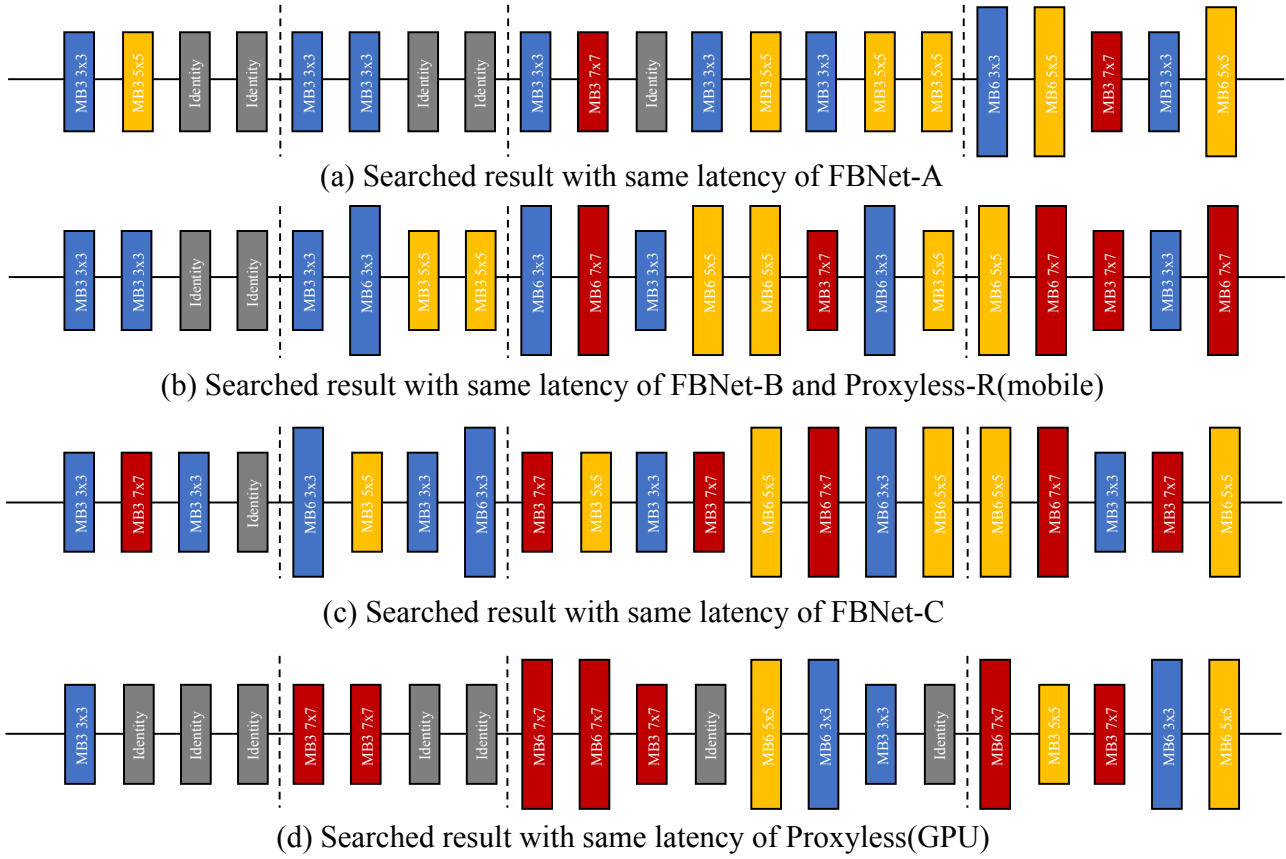 MB3 3x3 MB3 5x5 Identity Identity MB3 3x3 MB3 3x3 Identity Identity MB3 3x3 MB3 7x7 Identity MB3 3x3 MB3 5x5 MB3 3x3 MB3 5x5 MB3 5x5 MB6 3x3 MB6 5x5 MB3 7x7 MB3 3x3 MB6 5x5
(a) Searched result with same latency of FBNet-A
MB3 3x3 MB3 3x3 Identity Identity MB3 3x3 MB6 3x3 MB3 5x5 MB3 5x5 MB6 3x3 MB6 7x7 MB3 3x3 MB6 5x5 MB6 5x5 MB3 7x7 MB6 3x3 MB3 5x5 MB6 5x5 MB6 7x7 MB3 7x7 MB3 3x3 MB6 7x7
(b) Searched result with same latency of FBNet-B and Proxyless-R(mobile)
MB3 3x3 MB3 7x7 MB3 3x3 Identity MB6 3x3 MB3 5x5 MB3 3x3 MB6 3x3 MB3 7x7 MB3 5x5 MB3 3x3 MB3 7x7 MB6 5x5 MB6 7x7 MB6 3x3 MB6 5x5 MB6 5x5 MB6 7x7 MB3 3x3 MB3 7x7 MB6 5x5
(c) Searched result with same latency of FBNet-C
MB3 3x3 Identity Identity Identity MB3 7x7 MB3 7x7 Identity Identity MB6 7x7 MB6 7x7 MB3 7x7 Identity MB6 5x5 MB6 3x3 MB3 3x3 Identity MB6 7x7 MB3 5x5 MB3 7x7 MB6 3x3 MB6 5x5
(d) Searched result with same latency of Proxyless(GPU)